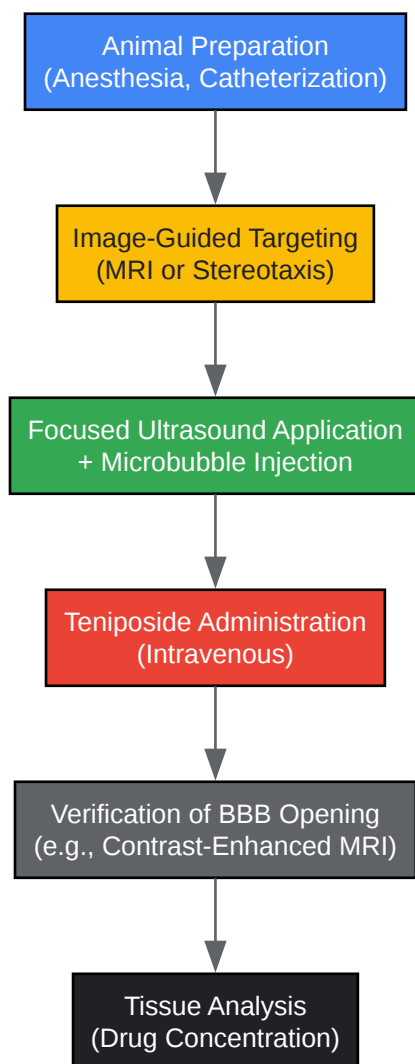 Animal Preparation
(Anesthesia, Catheterization)
Image-Guided Targeting
(MRI or Stereotaxis)
Focused Ultrasound Application
+ Microbubble Injection
Teniposide Administration
(Intravenous)
Verification of BBB Opening
(e.g., Contrast-Enhanced MRI)
Tissue Analysis
(Drug Concentration)